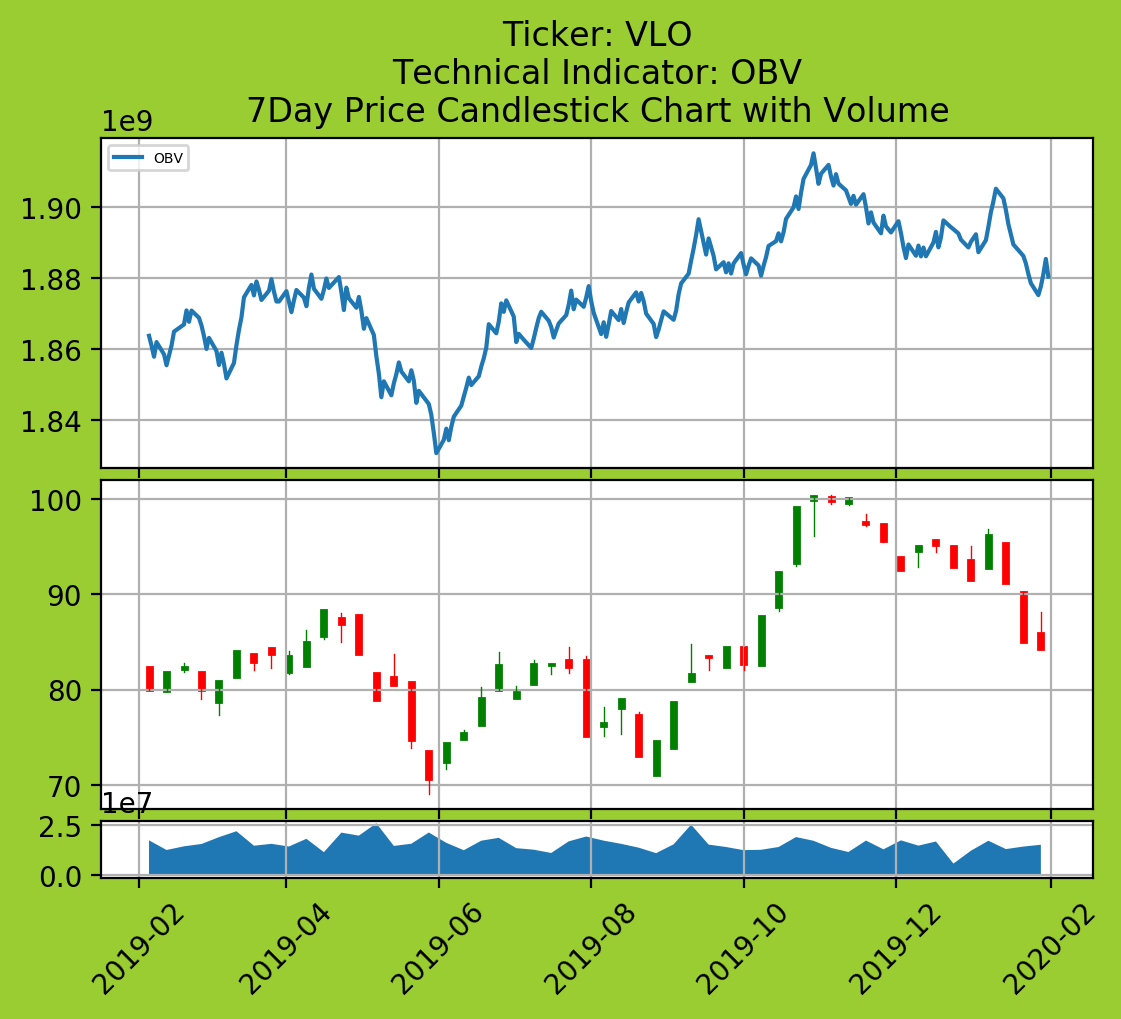 Ticker: VLO
Technical Indicator: OBV
7Day Price Candlestick Chart with Volume
1e9
OBV
1.90
1.88
1.86
1.84
100
90
80
70
1e7
2.5
0.0
2019-02
2019-04
2019-06
2019-08
2019-10
2019-12
2020-02